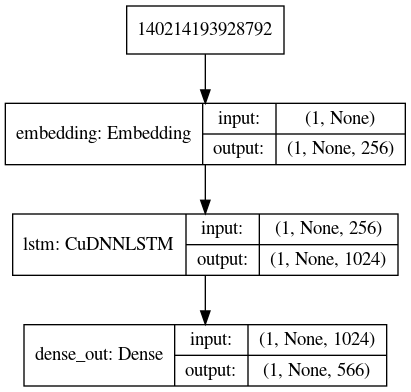 140214193928792
embedding: Embedding
input: (1, None)
output: (1, None, 256)
lstm: CuDNNLSTM
input: (1, None, 256)
output: (1, None, 1024)
dense_out: Dense
input: (1, None, 1024)
output: (1, None, 566)